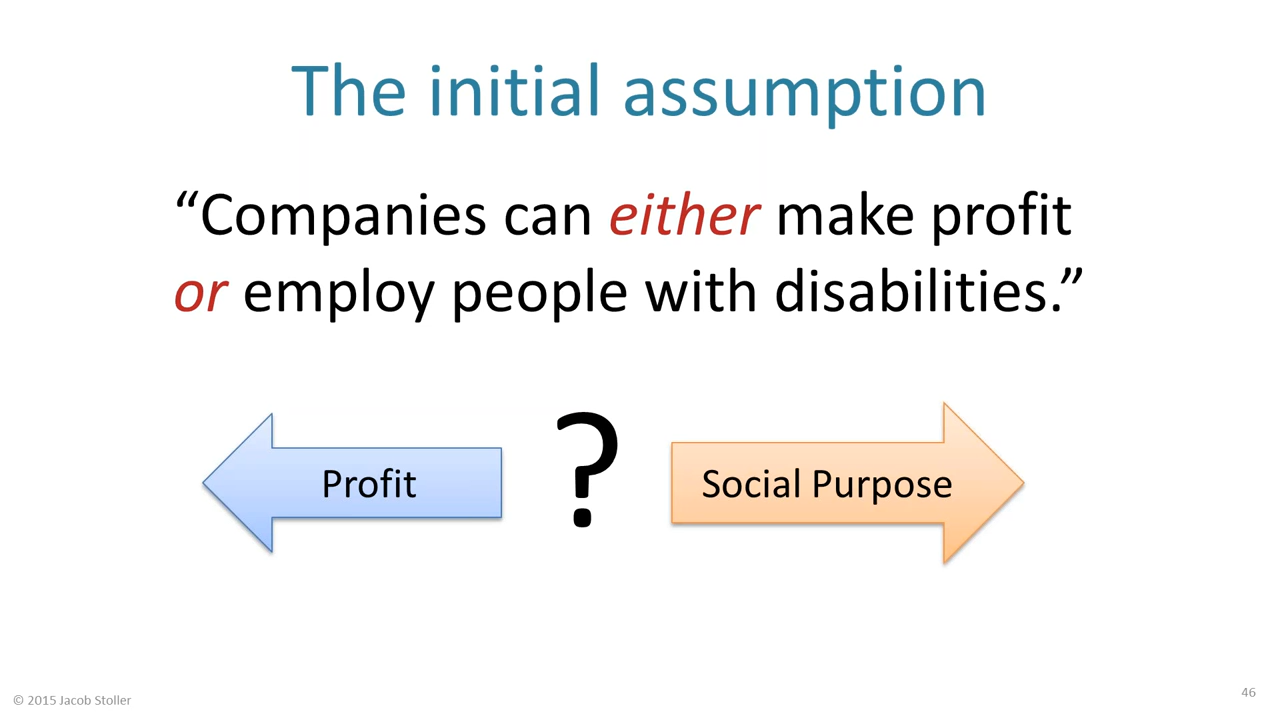 The initial assumption
“Companies can either make profit
or employ people with disabilities.”
Profit
?
Social Purpose
© 2015 Jacob Stoller
46